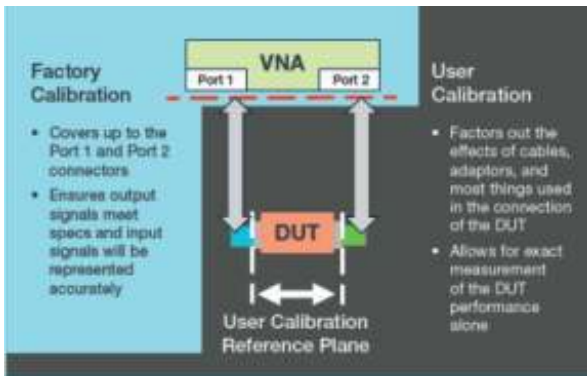 Factory
Calibration
• Covers up to the
Port 1 and Port 2
connectors
• Ensures output
signals meet
specs and input
signals will be
represented
accurately
VNA
Port 1
Port 2
DUT
User Calibration
Reference Plane
User
Calibration
• Factors out the
effects of cables,
adaptors, and
most things used
in the connection
of the DUT
• Allows for exact
measurement
of the DUT
performance
alone